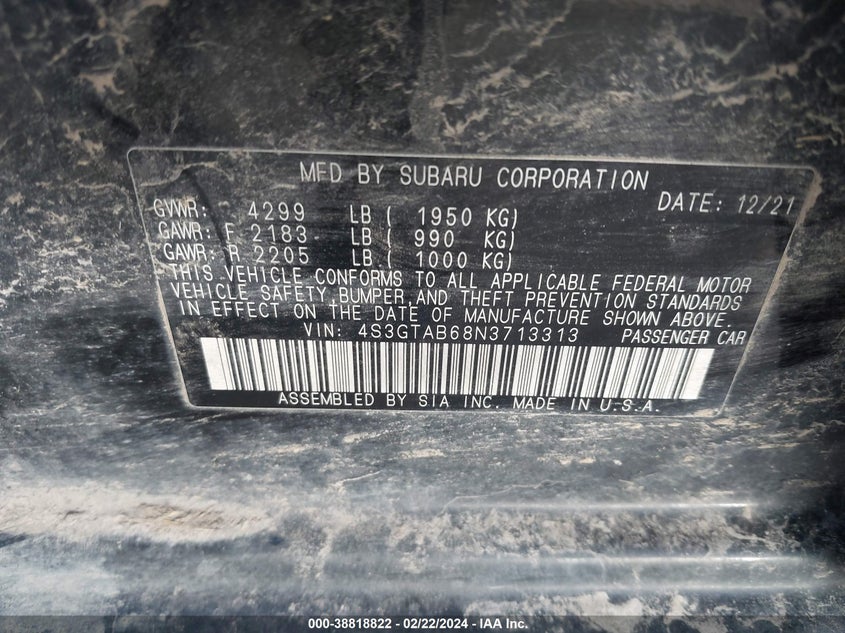 MFD BY SUBARU CORPORATION
DATE: 12/21
GVWR: 4299 LB ( 1950 KG)
GAWR: F 2183 LB ( 990 KG)
GAWR: R 2205 LB ( 1000 KG)
THIS VEHICLE CONFORMS TO ALL APPLICABLE FEDERAL MOTOR
VEHICLE SAFETY,BUMPER,AND THEFT PREVENTION STANDARDS
IN EFFECT ON THE DATE OF MANUFACTURE SHOWN ABOVE.
VIN: 4S3GTAB68N3713313 PASSENGER CAR
ASSEMBLED BY SIA INC. MADE IN U.S.A.
000-38818822 - 02/22/2024 - IAA Inc.